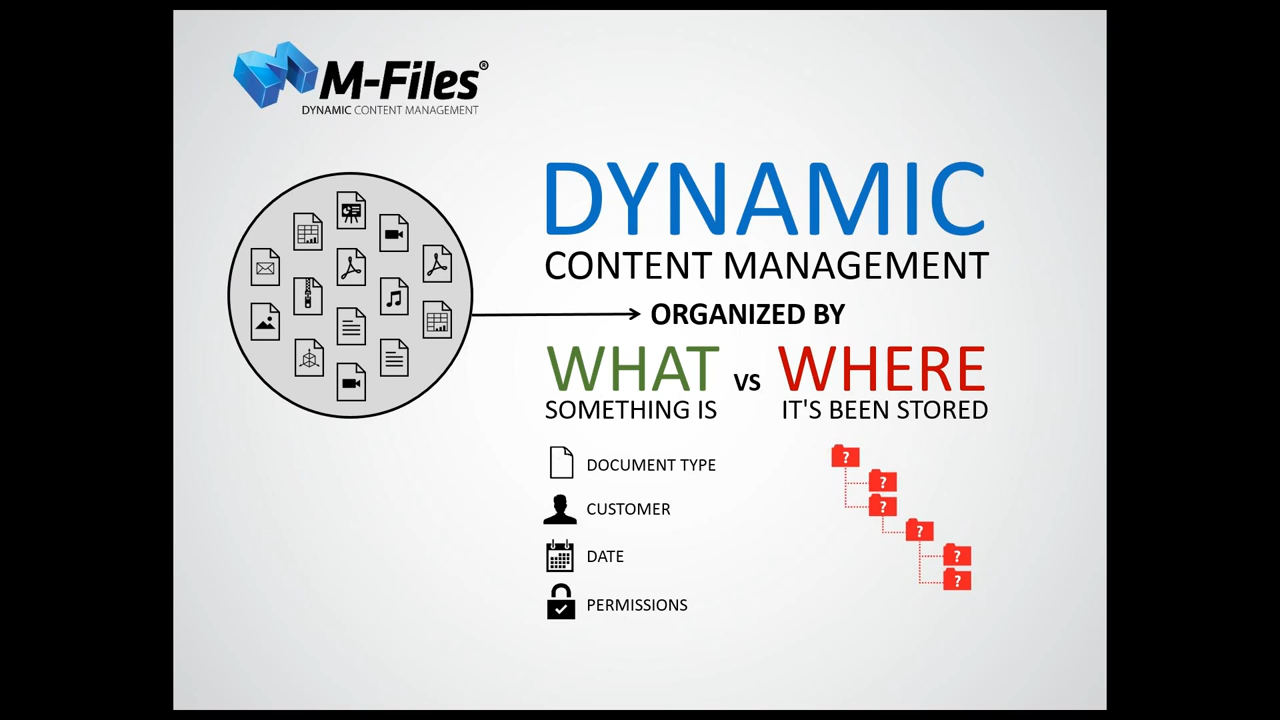 M-Files®
DYNAMIC CONTENT MANAGEMENT
DYNAMIC
CONTENT MANAGEMENT
ORGANIZED BY
WHAT VS WHERE
SOMETHING IS IT'S BEEN STORED
DOCUMENT TYPE
CUSTOMER
DATE
PERMISSIONS
?
?
?
?
?
?